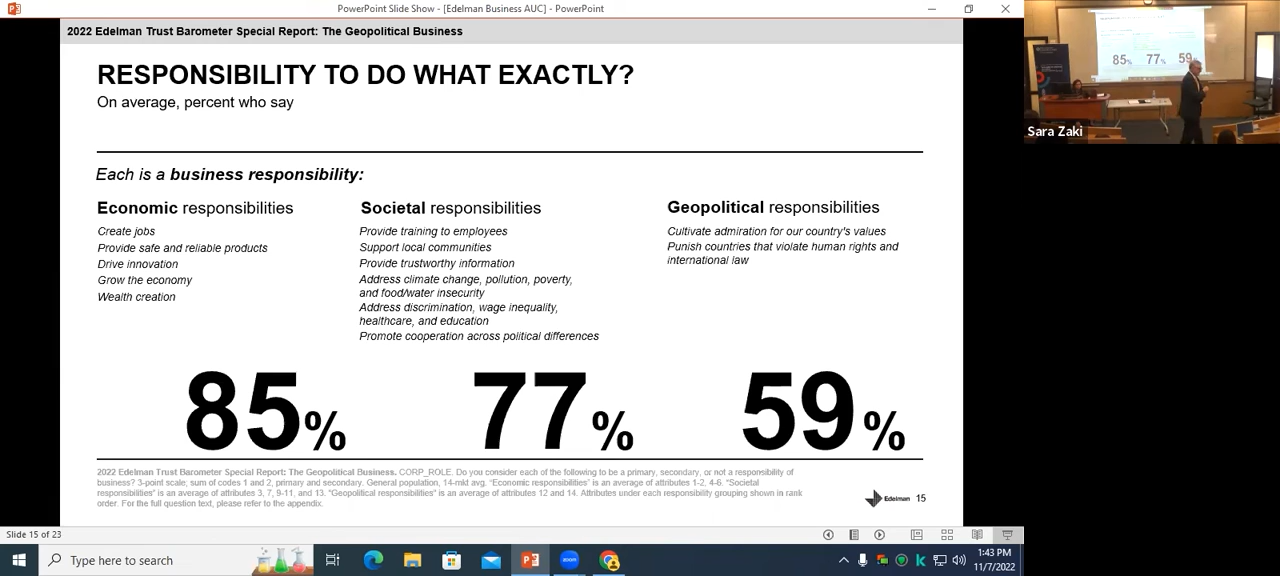 PowerPoint Slide Show - [Edelman Business AUC] - PowerPoint
2022 Edelman Trust Barometer Special Report: The Geopolitical Business
RESPONSIBILITY TO DO WHAT EXACTLY?
On average, percent who say
Each is a business responsibility:
Economic responsibilities
Create jobs
Provide safe and reliable products
Drive innovation
Grow the economy
Wealth creation
Societal responsibilities
Provide training to employees
Support local communities
Provide trustworthy information
Address climate change, pollution, poverty,
and food/water insecurity
Address discrimination, wage inequality,
healthcare, and education
Promote cooperation across political differences
Geopolitical responsibilities
Cultivate admiration for our country's values
Punish countries that violate human rights and
international law
85%
77%
59%
2022 Edelman Trust Barometer Special Report: The Geopolitical Business. CORP_ROLE. Do you consider each of the following to be a primary, secondary, or not a responsibility of
business? 3-point scale; sum of codes 1 and 2, primary and secondary. General population, 14-mkt avg. "Economic responsibilities" is an average of attributes 1-2, 4-6. "Societal
responsibilities" is an average of attributes 3, 7, 9-11, and 13. "Geopolitical responsibilities" is an average of attributes 12 and 14. Attributes under each responsibility grouping shown in rank
order. For the full question text, please refer to the appendix.
Edelman 15
Slide 15 of 23
Type here to search
1:43 PM
11/7/2022
85% 77% 59
Sara Zaki